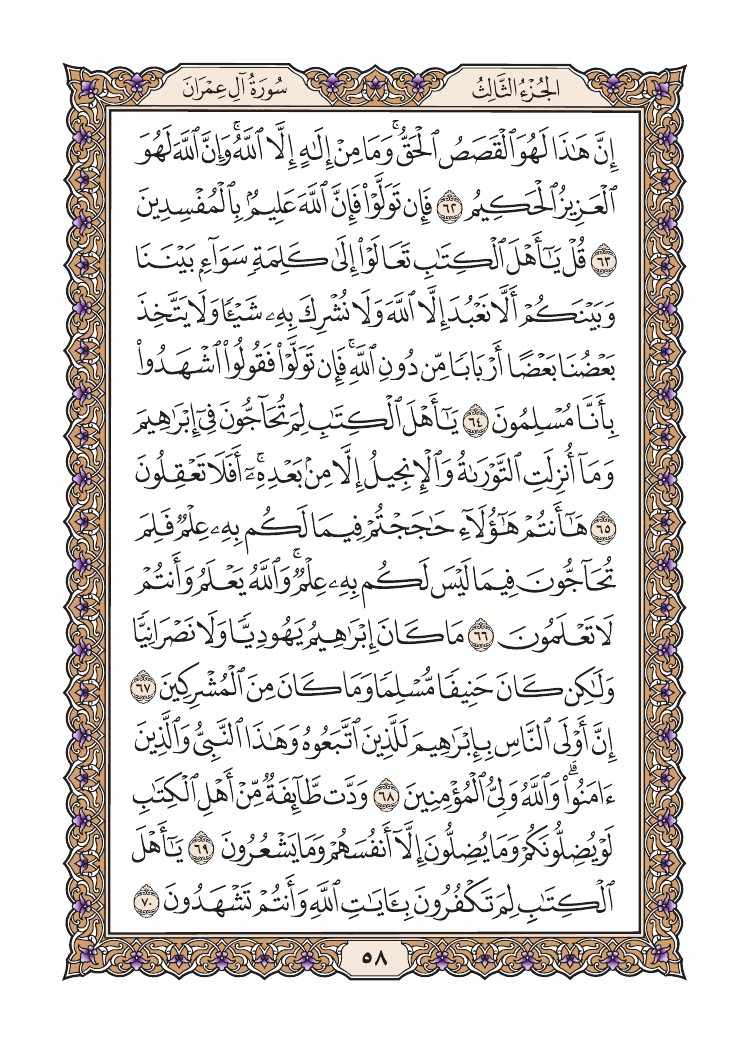 الجُزْءُ الثَّالِثُ
سُورَةُ آلِ عِمْرَانَ
إِنَّ هَٰذَا لَهُوَ ٱلْقَصَصُ ٱلْحَقُّۚ وَمَا مِنْ إِلَٰهٍ إِلَّا ٱللَّهُۚ وَإِنَّ ٱللَّهَ لَهُوَ
ٱلْعَزِيزُ ٱلْحَكِيمُ ٦٢ فَإِن تَوَلَّوْا۟ فَإِنَّ ٱللَّهَ عَلِيمٌۢ بِٱلْمُفْسِدِينَ
٦٣ قُلْ يَٰٓأَهْلَ ٱلْكِتَٰبِ تَعَالَوْا۟ إِلَىٰ كَلِمَةٍ سَوَآءٍۭ بَيْنَنَا
وَبَيْنَكُمْ أَلَّا نَعْبُدَ إِلَّا ٱللَّهَ وَلَا نُشْرِكَ بِهِۦ شَيْـًٔا وَلَا يَتَّخِذَ
بَعْضُنَا بَعْضًا أَرْبَابًا مِّن دُونِ ٱللَّهِۚ فَإِن تَوَلَّوْا۟ فَقُولُوا۟ ٱشْهَدُوا۟
بِأَنَّا مُسْلِمُونَ ٦٤ يَٰٓأَهْلَ ٱلْكِتَٰبِ لِمَ تُحَآجُّونَ فِىٓ إِبْرَٰهِيمَ
وَمَآ أُنزِلَتِ ٱلتَّوْرَىٰةُ وَٱلْإِنجِيلُ إِلَّا مِنۢ بَعْدِهِۦٓۚ أَفَلَا تَعْقِلُونَ
٦٥ هَٰٓأَنتُمْ هَٰٓؤُلَآءِ حَٰجَجْتُمْ فِيمَا لَكُم بِهِۦ عِلْمٌ فَلِمَ
تُحَآجُّونَ فِيمَا لَيْسَ لَكُم بِهِۦ عِلْمٌۚ وَٱللَّهُ يَعْلَمُ وَأَنتُمْ
لَا تَعْلَمُونَ ٦٦ مَا كَانَ إِبْرَٰهِيمُ يَهُودِيًّا وَلَا نَصْرَانِيًّا
وَلَٰكِن كَانَ حَنِيفًا مُّسْلِمًا وَمَا كَانَ مِنَ ٱلْمُشْرِكِينَ ٦٧
إِنَّ أَوْلَى ٱلنَّاسِ بِإِبْرَٰهِيمَ لَلَّذِينَ ٱتَّبَعُوهُ وَهَٰذَا ٱلنَّبِىُّ وَٱلَّذِينَ
ءَامَنُوا۟ۗ وَٱللَّهُ وَلِىُّ ٱلْمُؤْمِنِينَ ٦٨ وَدَّت طَّآئِفَةٌ مِّنْ أَهْلِ ٱلْكِتَٰبِ
لَوْ يُضِلُّونَكُمْ وَمَا يُضِلُّونَ إِلَّآ أَنفُسَهُمْ وَمَا يَشْعُرُونَ ٦٩ يَٰٓأَهْلَ
ٱلْكِتَٰبِ لِمَ تَكْفُرُونَ بِـَٔايَٰتِ ٱللَّهِ وَأَنتُمْ تَشْهَدُونَ ٧٠
٥٨